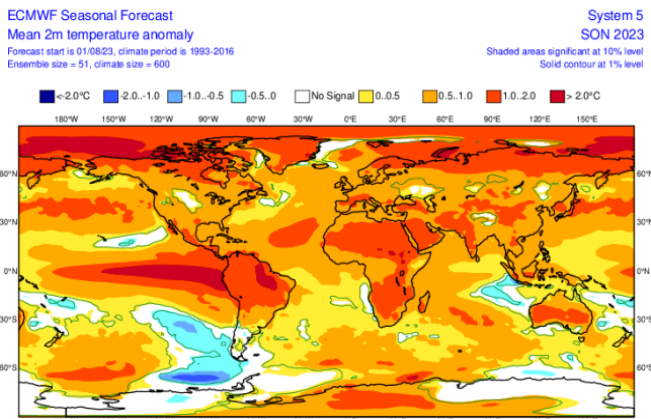 ECMWF Seasonal Forecast
System 5
Mean 2m temperature anomaly
SON 2023
Forecast start is 01/08/23, climate period is 1993-2016
Shaded areas significant at 10% level
Ensemble size = 51, climate size = 600
Solid contour at 1% level
<-2.0°C -2.0..-1.0 -1.0..-0.5 -0.5..0 No Signal 0..0.5 0.5..1.0 1.0..2.0 > 2.0°C
180°W 150°W 120°W 90°W 60°W 30°W 0°E 30°E 60°E 90°E 120°E 150°E
60°N 60°N
30°N 30°N
0°N 0°N
30°S 30°S
60°S 60°S